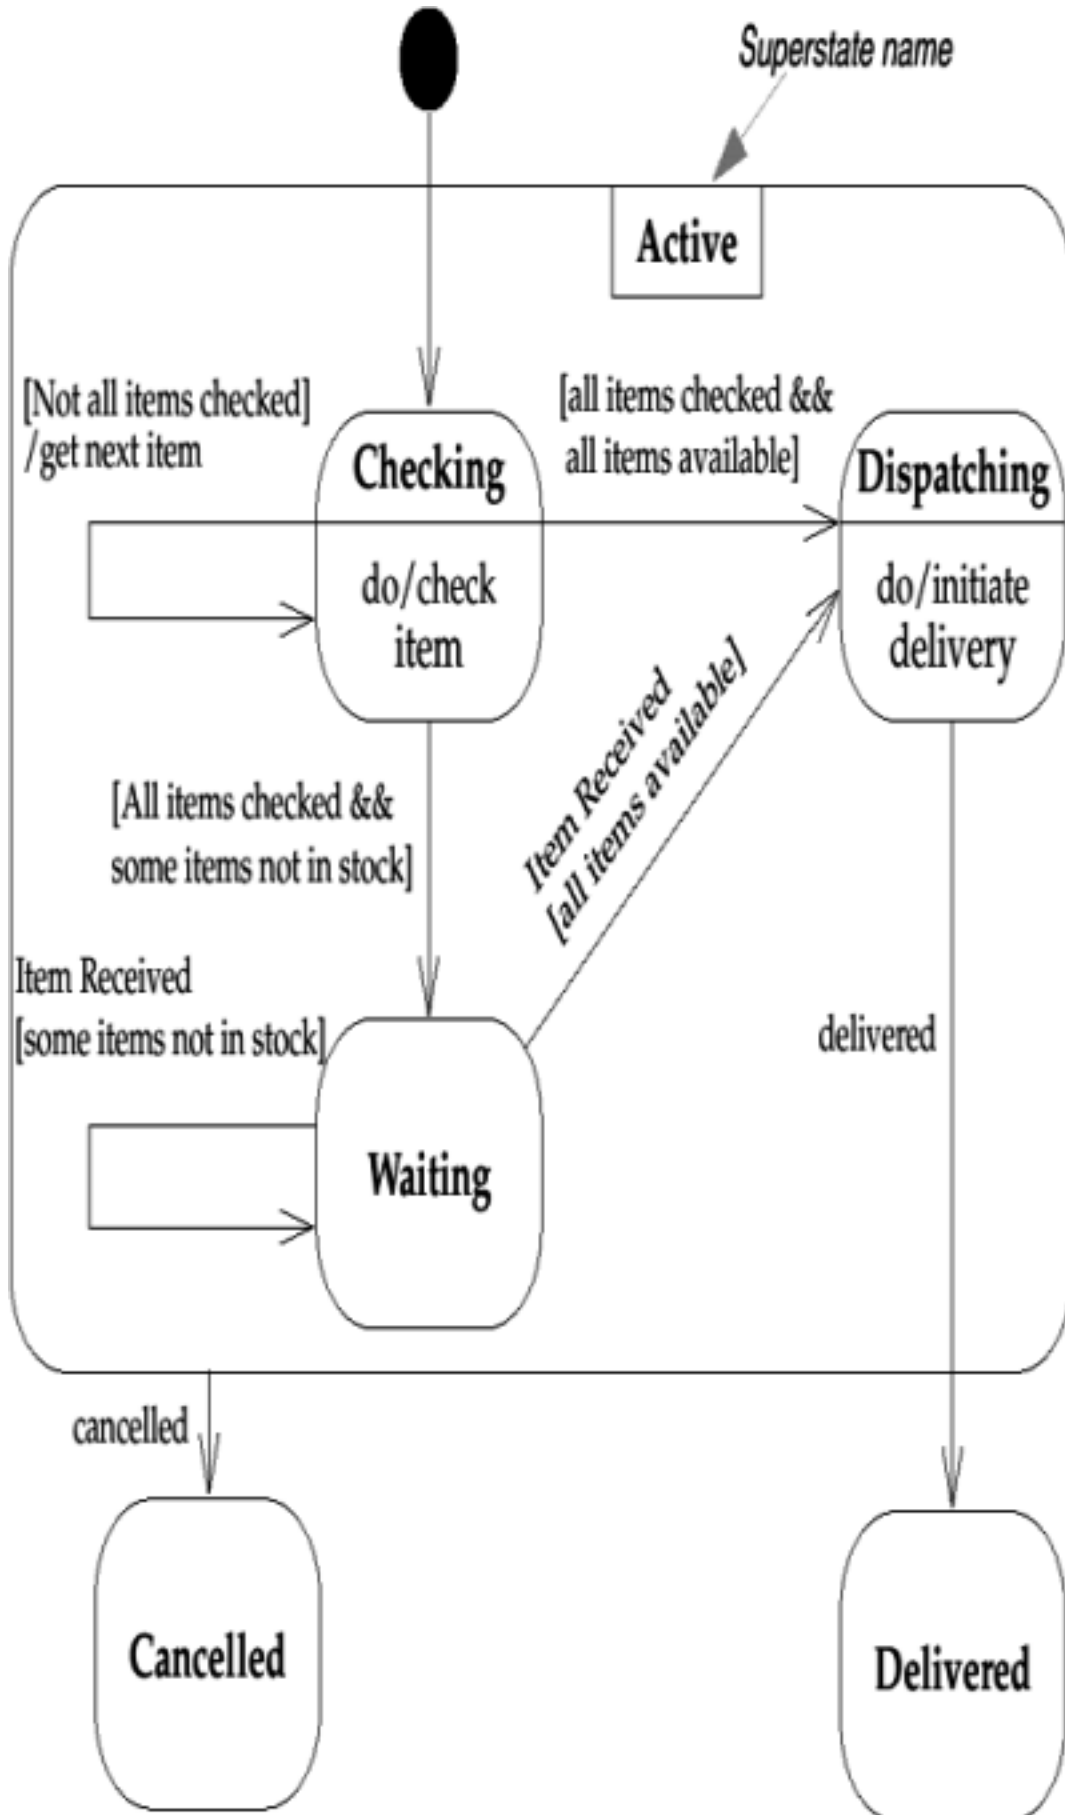 Superstate name
Active
[Not all items checked]
/get next item
[all items checked &&
all items available]
Checking
do/check
item
Dispatching
do/initiate
delivery
[All items checked &&
some items not in stock]
Item Received
[all items available]
Item Received
[some items not in stock]
delivered
Waiting
cancelled
Cancelled
Delivered